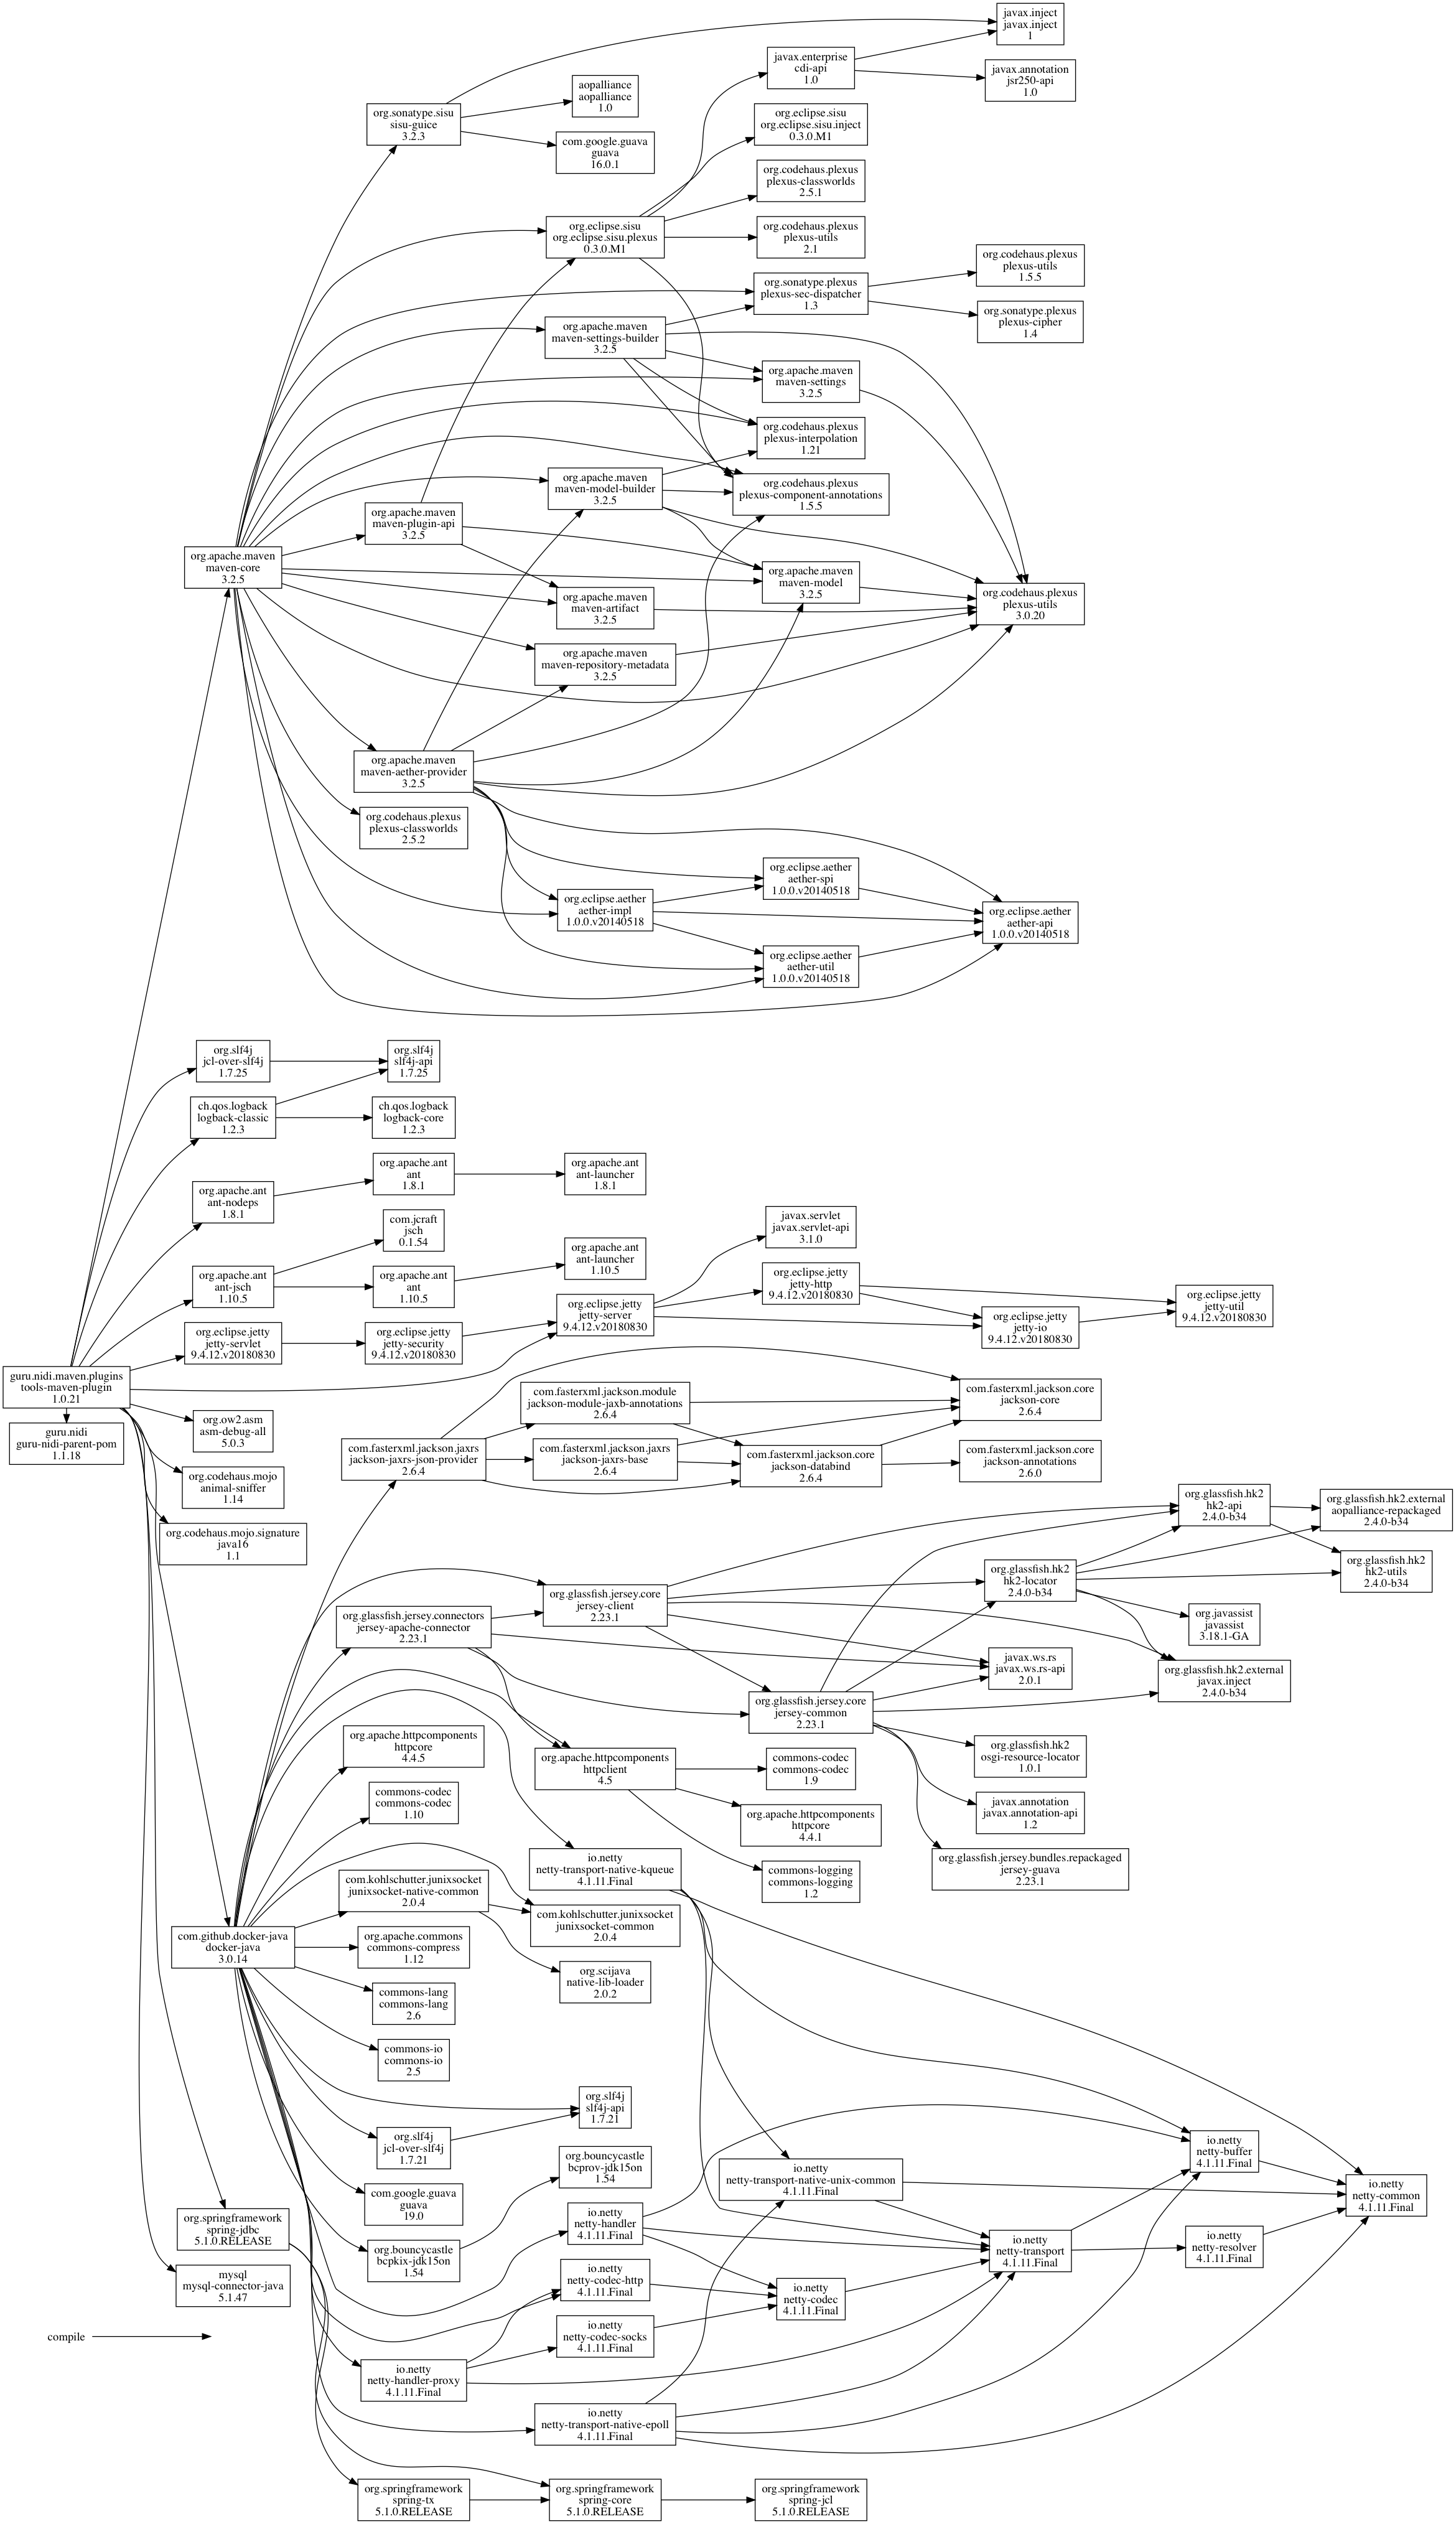 javax.inject
javax.inject
1
javax.enterprise
cdi-api
1.0
javax.annotation
jsr250-api
1.0
aopalliance
aopalliance
1.0
org.sonatype.sisu
sisu-guice
3.2.3
org.eclipse.sisu
org.eclipse.sisu.inject
0.3.0.M1
com.google.guava
guava
16.0.1
org.codehaus.plexus
plexus-classworlds
2.5.1
org.eclipse.sisu
org.eclipse.sisu.plexus
0.3.0.M1
org.codehaus.plexus
plexus-utils
2.1
org.codehaus.plexus
plexus-utils
1.5.5
org.sonatype.plexus
plexus-sec-dispatcher
1.3
org.sonatype.plexus
plexus-cipher
1.4
org.apache.maven
maven-settings-builder
3.2.5
org.apache.maven
maven-settings
3.2.5
org.codehaus.plexus
plexus-interpolation
1.21
org.apache.maven
maven-model-builder
3.2.5
org.codehaus.plexus
plexus-component-annotations
1.5.5
org.apache.maven
maven-plugin-api
3.2.5
org.apache.maven
maven-core
3.2.5
org.apache.maven
maven-model
3.2.5
org.apache.maven
maven-artifact
3.2.5
org.codehaus.plexus
plexus-utils
3.0.20
org.apache.maven
maven-repository-metadata
3.2.5
org.apache.maven
maven-aether-provider
3.2.5
org.codehaus.plexus
plexus-classworlds
2.5.2
org.eclipse.aether
aether-spi
1.0.0.v20140518
org.eclipse.aether
aether-impl
1.0.0.v20140518
org.eclipse.aether
aether-api
1.0.0.v20140518
org.eclipse.aether
aether-util
1.0.0.v20140518
org.slf4j
jcl-over-slf4j
1.7.25
org.slf4j
slf4j-api
1.7.25
ch.qos.logback
logback-classic
1.2.3
ch.qos.logback
logback-core
1.2.3
org.apache.ant
ant-nodeps
1.8.1
org.apache.ant
ant
1.8.1
org.apache.ant
ant-launcher
1.8.1
com.jcraft
jsch
0.1.54
javax.servlet
javax.servlet-api
3.1.0
org.apache.ant
ant-jsch
1.10.5
org.apache.ant
ant
1.10.5
org.apache.ant
ant-launcher
1.10.5
org.eclipse.jetty
jetty-http
9.4.12.v20180830
org.eclipse.jetty
jetty-util
9.4.12.v20180830
org.eclipse.jetty
jetty-server
9.4.12.v20180830
org.eclipse.jetty
jetty-io
9.4.12.v20180830
org.eclipse.jetty
jetty-servlet
9.4.12.v20180830
org.eclipse.jetty
jetty-security
9.4.12.v20180830
guru.nidi.maven.plugins
tools-maven-plugin
1.0.21
com.fasterxml.jackson.module
jackson-module-jaxb-annotations
2.6.4
com.fasterxml.jackson.core
jackson-core
2.6.4
org.ow2.asm
asm-debug-all
5.0.3
guru.nidi
guru-nidi-parent-pom
1.1.18
com.fasterxml.jackson.jaxrs
jackson-jaxrs-json-provider
2.6.4
com.fasterxml.jackson.jaxrs
jackson-jaxrs-base
2.6.4
com.fasterxml.jackson.core
jackson-databind
2.6.4
com.fasterxml.jackson.core
jackson-annotations
2.6.0
org.codehaus.mojo
animal-sniffer
1.14
org.codehaus.mojo.signature
java16
1.1
org.glassfish.hk2
hk2-api
2.4.0-b34
org.glassfish.hk2.external
aopalliance-repackaged
2.4.0-b34
org.glassfish.hk2
hk2-utils
2.4.0-b34
org.glassfish.hk2
hk2-locator
2.4.0-b34
org.glassfish.jersey.core
jersey-client
2.23.1
org.glassfish.jersey.connectors
jersey-apache-connector
2.23.1
org.javassist
javassist
3.18.1-GA
javax.ws.rs
javax.ws.rs-api
2.0.1
org.glassfish.hk2.external
javax.inject
2.4.0-b34
org.glassfish.jersey.core
jersey-common
2.23.1
org.apache.httpcomponents
httpcore
4.4.5
org.apache.httpcomponents
httpclient
4.5
commons-codec
commons-codec
1.9
org.glassfish.hk2
osgi-resource-locator
1.0.1
commons-codec
commons-codec
1.10
org.apache.httpcomponents
httpcore
4.4.1
javax.annotation
javax.annotation-api
1.2
io.netty
netty-transport-native-kqueue
4.1.11.Final
commons-logging
commons-logging
1.2
org.glassfish.jersey.bundles.repackaged
jersey-guava
2.23.1
com.kohlschutter.junixsocket
junixsocket-native-common
2.0.4
com.kohlschutter.junixsocket
junixsocket-common
2.0.4
com.github.docker-java
docker-java
3.0.14
org.apache.commons
commons-compress
1.12
org.scijava
native-lib-loader
2.0.2
commons-lang
commons-lang
2.6
commons-io
commons-io
2.5
org.slf4j
slf4j-api
1.7.21
org.slf4j
jcl-over-slf4j
1.7.21
org.bouncycastle
bcprov-jdk15on
1.54
io.netty
netty-transport-native-unix-common
4.1.11.Final
io.netty
netty-buffer
4.1.11.Final
io.netty
netty-common
4.1.11.Final
com.google.guava
guava
19.0
org.springframework
spring-jdbc
5.1.0.RELEASE
io.netty
netty-handler
4.1.11.Final
io.netty
netty-transport
4.1.11.Final
io.netty
netty-resolver
4.1.11.Final
org.bouncycastle
bcpkix-jdk15on
1.54
mysql
mysql-connector-java
5.1.47
io.netty
netty-codec-http
4.1.11.Final
io.netty
netty-codec
4.1.11.Final
compile
io.netty
netty-codec-socks
4.1.11.Final
io.netty
netty-handler-proxy
4.1.11.Final
io.netty
netty-transport-native-epoll
4.1.11.Final
org.springframework
spring-tx
5.1.0.RELEASE
org.springframework
spring-core
5.1.0.RELEASE
org.springframework
spring-jcl
5.1.0.RELEASE